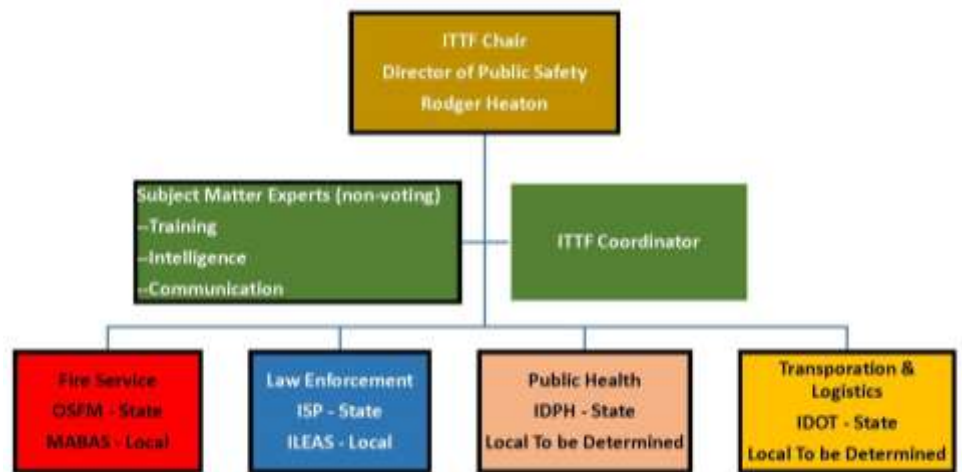 ITTF Chair
Director of Public Safety
Rodger Heaton
Subject Matter Experts (non-voting)
--Training
--Intelligence
--Communication
ITTF Coordinator
Fire Service
OSFM - State
MABAS - Local
Law Enforcement
ISP - State
ILEAS - Local
Public Health
IDPH - State
Local To be Determined
Transporation &
Logistics
IDOT - State
Local To be Determined